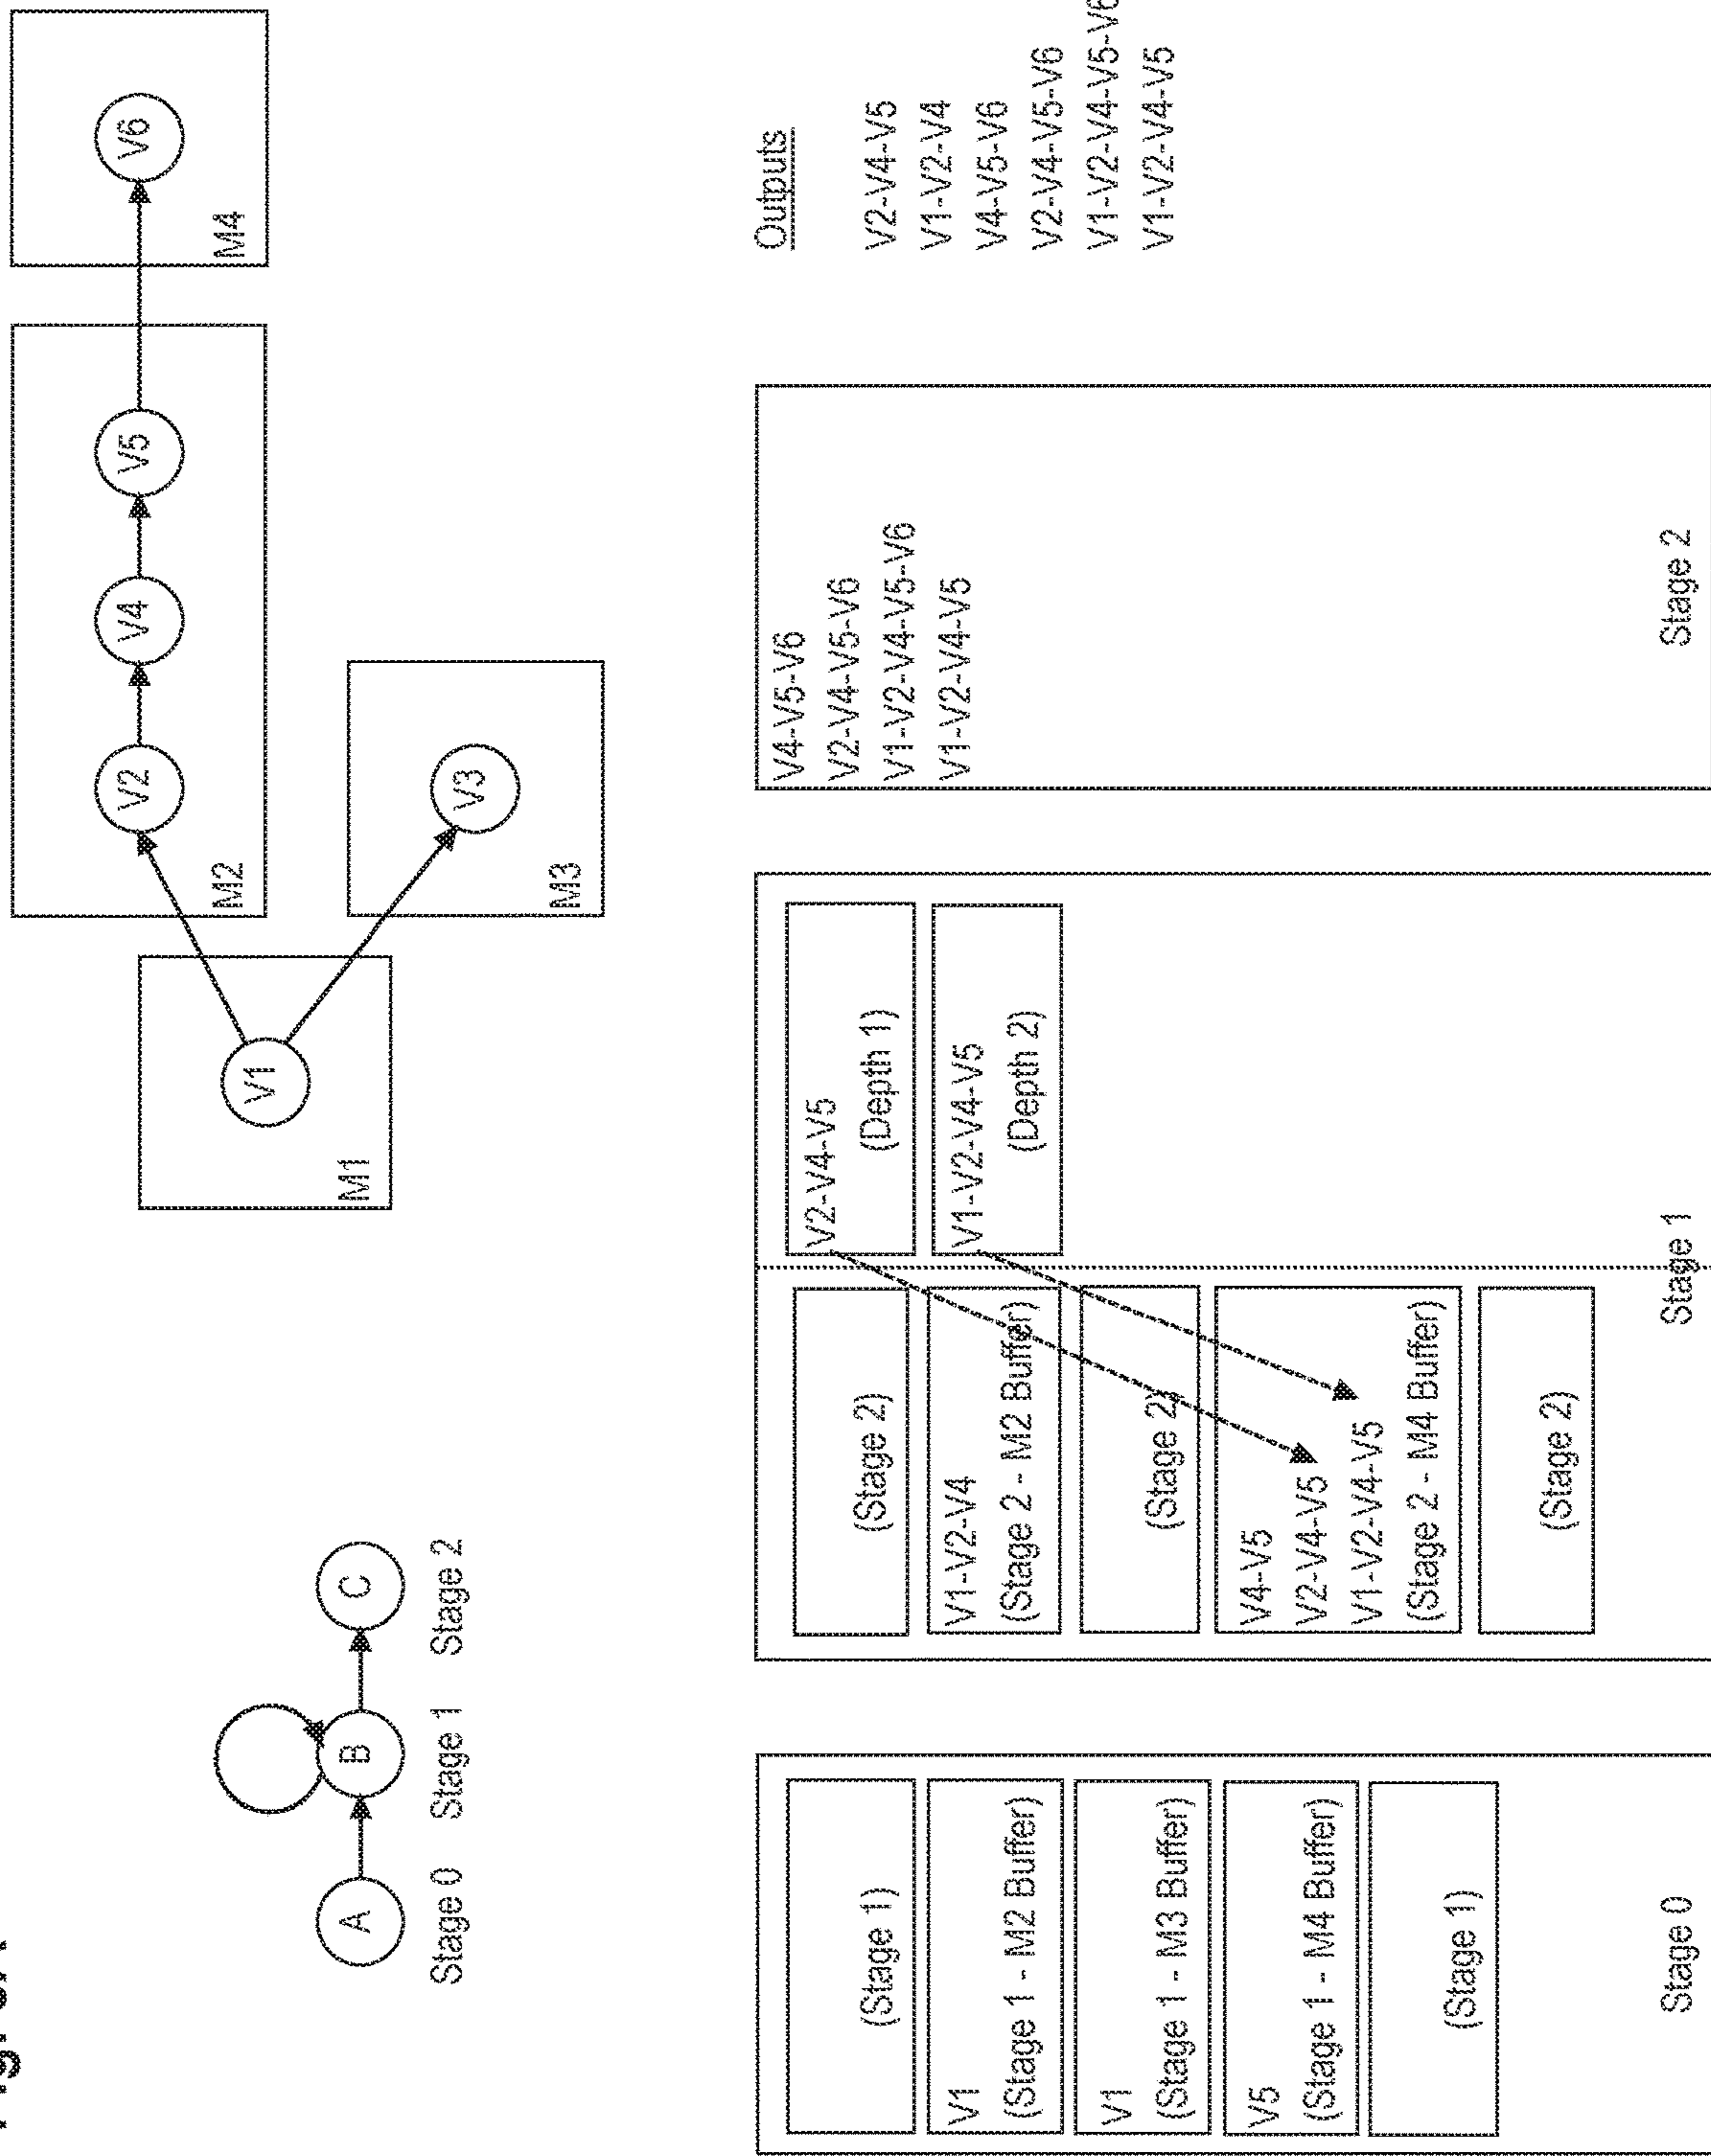 A
B
C
Stage 0
Stage 1
Stage 2
V1
M1
V2
V4
V5
M2
V3
M3
V6
M4
(Stage 1)
V1
(Stage 1 - M2 Buffer)
V1
(Stage 1 - M3 Buffer)
V5
(Stage 1 - M4 Buffer)
(Stage 1)
Stage 0
(Stage 2)
V1-V2-V4
(Stage 2 - M2 Buffer)
(Stage 2)
V4-V5
V2-V4-V5
V1-V2-V4-V5
(Stage 2 - M4 Buffer)
(Stage 2)
V2-V4-V5
(Depth 1)
V1-V2-V4-V5
(Depth 2)
Stage 1
V4-V5-V6
V2-V4-V5-V6
V1-V2-V4-V5-V6
V1-V2-V4-V5
Stage 2
Outputs
V2-V4-V5
V1-V2-V4
V4-V5-V6
V2-V4-V5-V6
V1-V2-V4-V5-V6
V1-V2-V4-V5